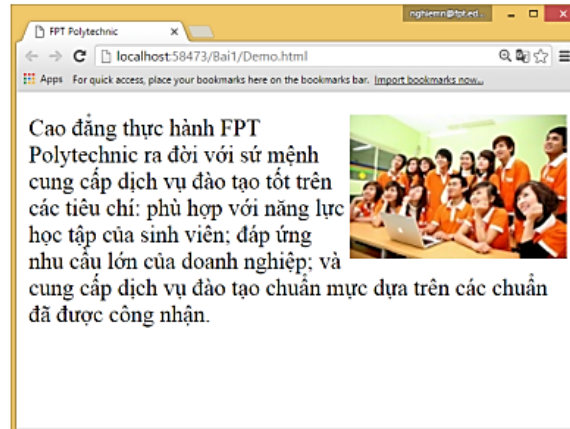 nghiemn@fpt.ed...
FPT Polytechnic
localhost:58473/Bai1/Demo.html
Apps For quick access, place your bookmarks here on the bookmarks bar. Import bookmarks now...
Cao đẳng thực hành FPT
Polytechnic ra đời với sứ mệnh
cung cấp dịch vụ đào tạo tốt trên
các tiêu chí: phù hợp với năng lực
học tập của sinh viên; đáp ứng
nhu cầu lớn của doanh nghiệp; và
cung cấp dịch vụ đào tạo chuẩn mực dựa trên các chuẩn
đã được công nhận.